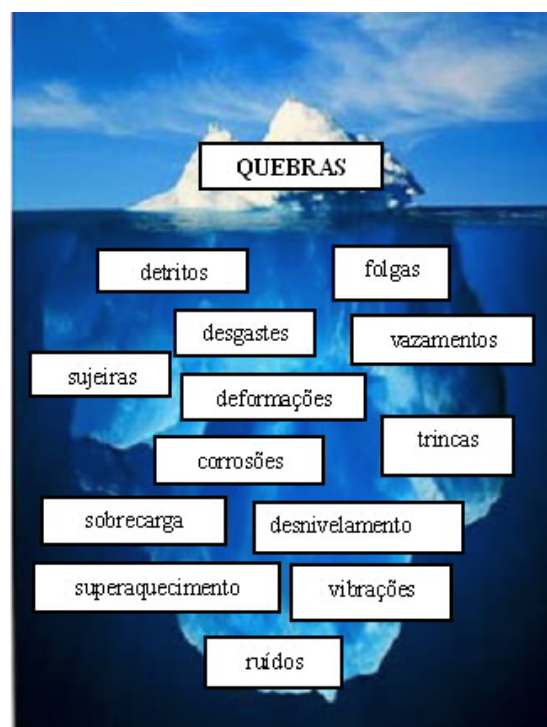 QUEBRAS
detritos
folgas
desgastes
vazamentos
sujeiras
deformações
trincas
corrosões
sobrecarga
desnivelamento
superaquecimento
vibrações
ruídos